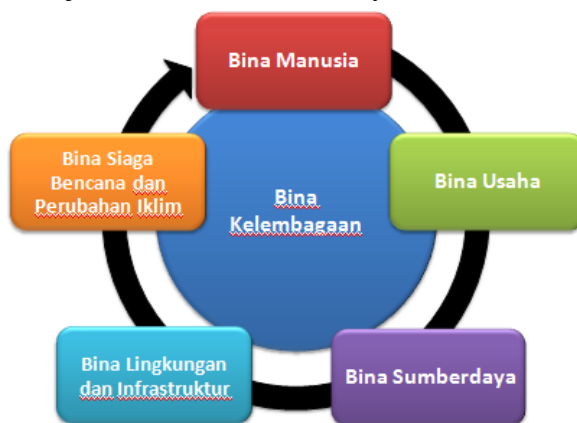 Bina Manusia
Bina Siaga
Bencana dan
Perubahan Iklim
Bina
Kelembagaan
Bina Usaha
Bina Lingkungan
dan Infrastruktur
Bina Sumberdaya